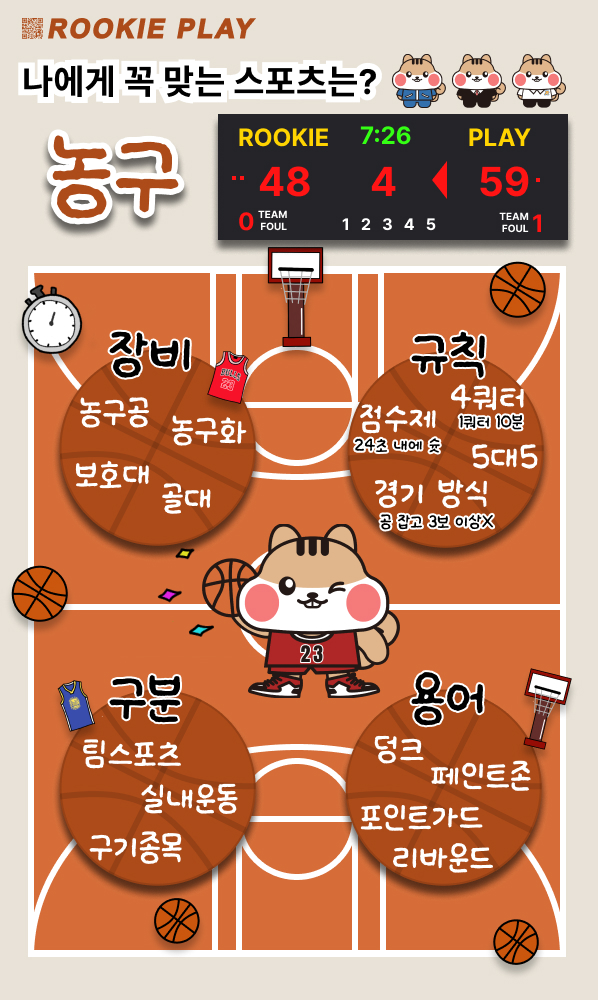 ROOKIE PLAY
나에게 꼭 맞는 스포츠는?
농구
ROOKIE 7:26 PLAY
48 4 59
0 TEAM FOUL 1 2 3 4 5 TEAM FOUL 1
장비
농구공
농구화
보호대
골대
규칙
4쿼터
1쿼터 10분
점수제
24초 내에 슛
5대5
경기 방식
공 잡고 3보 이상X
23
23
구분
팀스포츠
실내운동
구기종목
용어
덩크
페인트존
포인트가드
리바운드